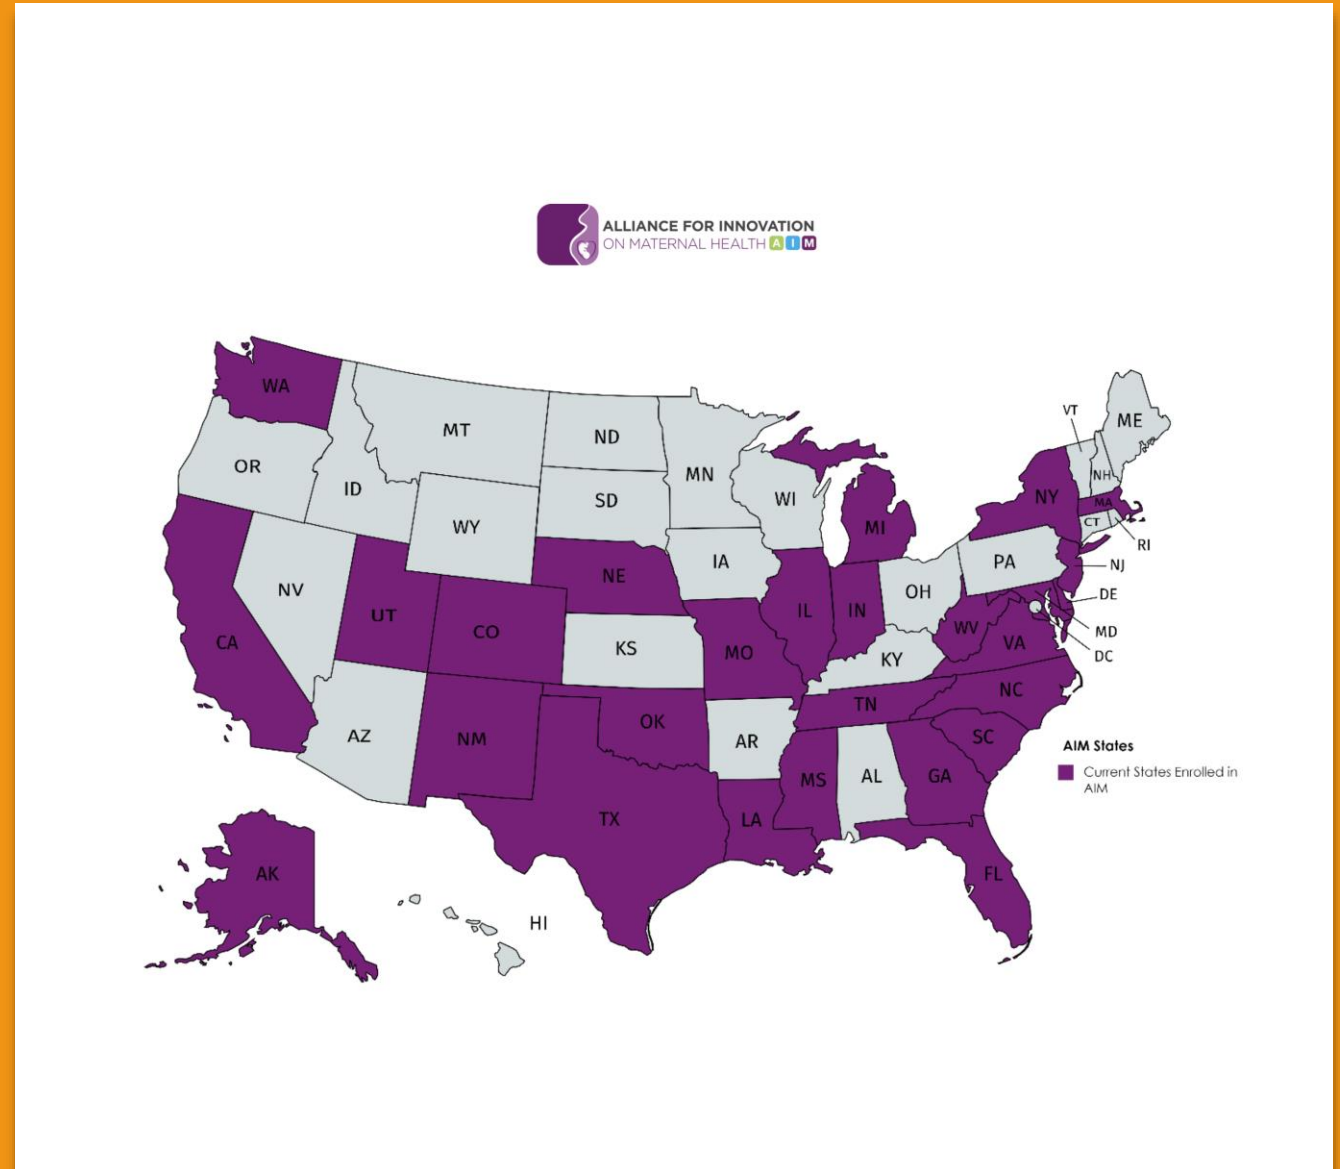 ALLIANCE FOR INNOVATION
ON MATERNAL HEALTH AIM
WA
MT
ND
MN
VT
ME
OR
ID
SD
WI
NH
NY
MA
WY
MI
CT
RI
IA
PA
NJ
NE
OH
DE
NV
UT
CO
IL
IN
WV
MD
CA
KS
MO
KY
VA
DC
TN
NC
AZ
NM
OK
AR
SC
MS
AL
GA
AIM States
Current States Enrolled in
AIM
TX
LA
FL
AK
HI